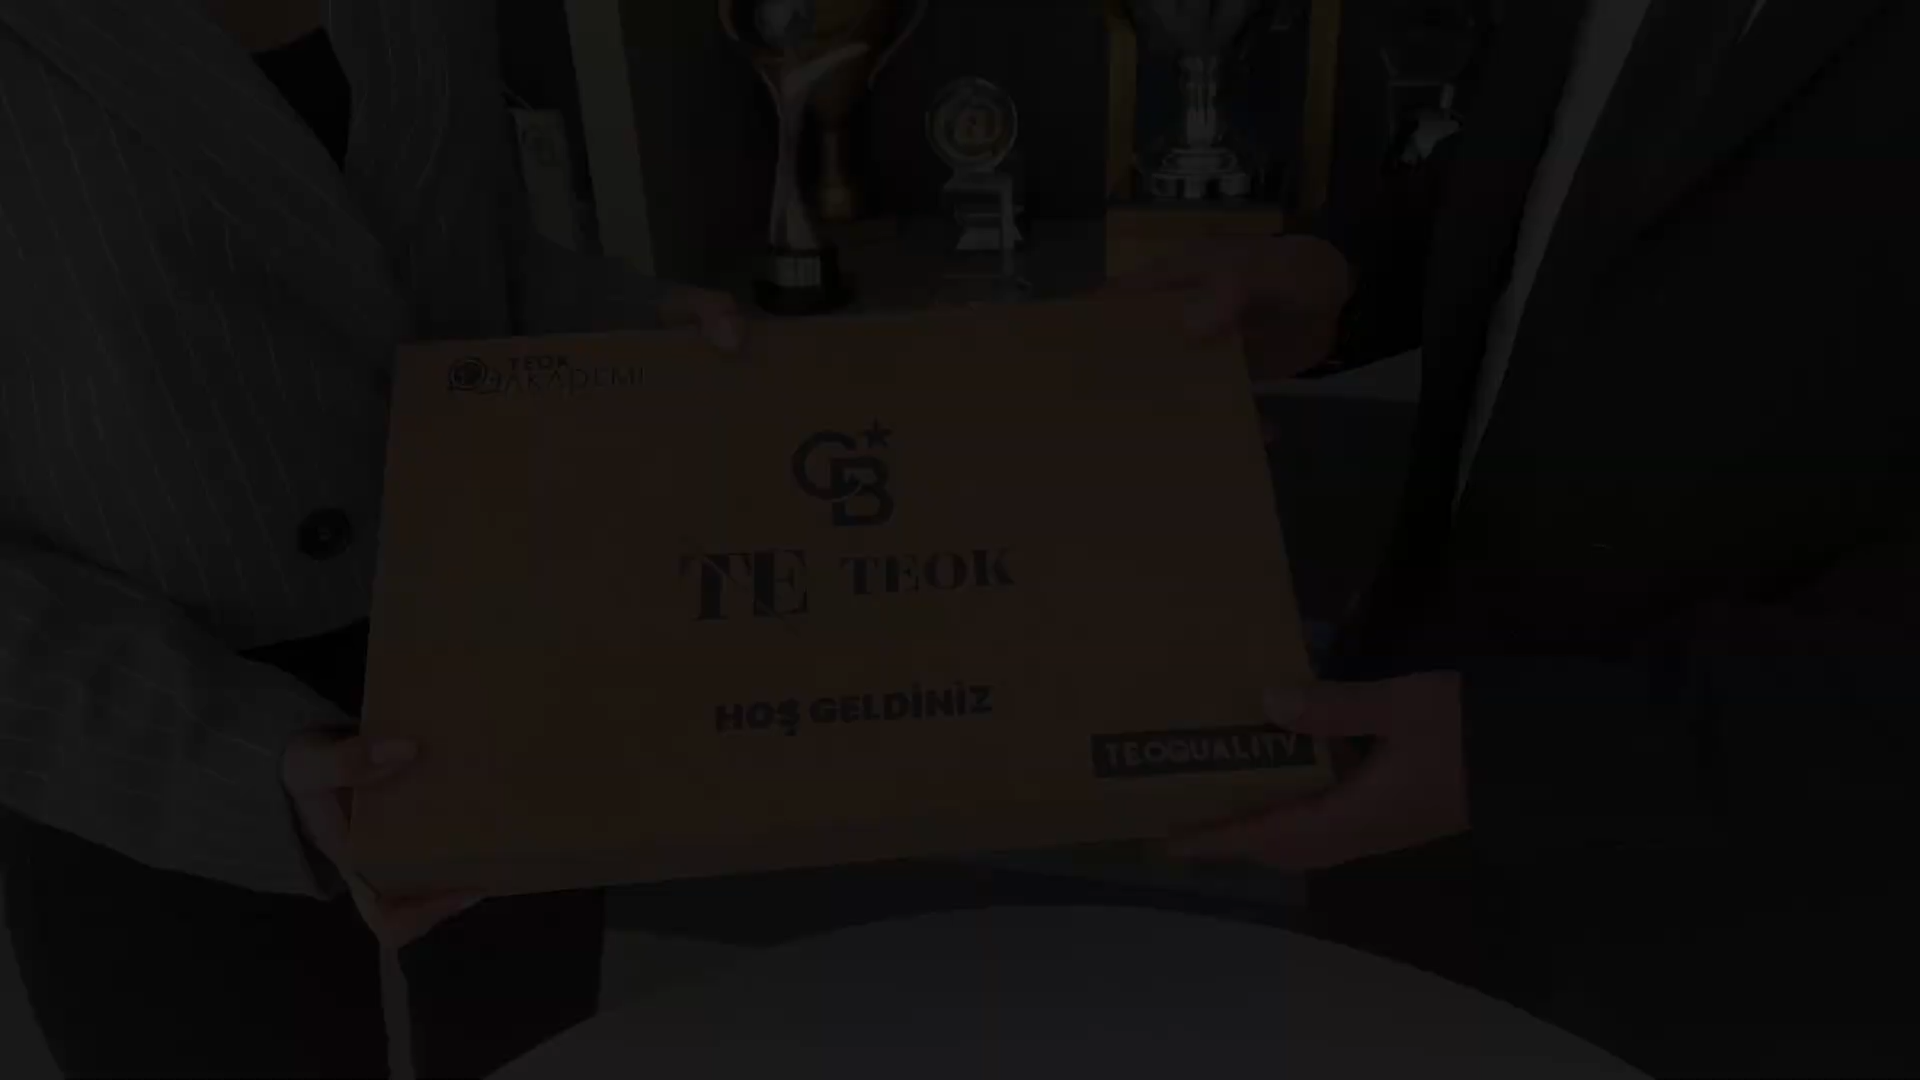 TEOK
AKADEMİ
CB
TE TEOK
HOŞ GELDİNİZ
TEOQUALITY
@